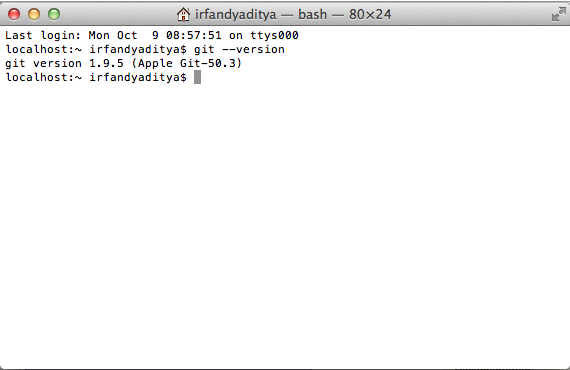 irfandyaditya — bash — 80×24
Last login: Mon Oct  9 08:57:51 on ttys000
localhost:~ irfandyaditya$ git --version
git version 1.9.5 (Apple Git-50.3)
localhost:~ irfandyaditya$